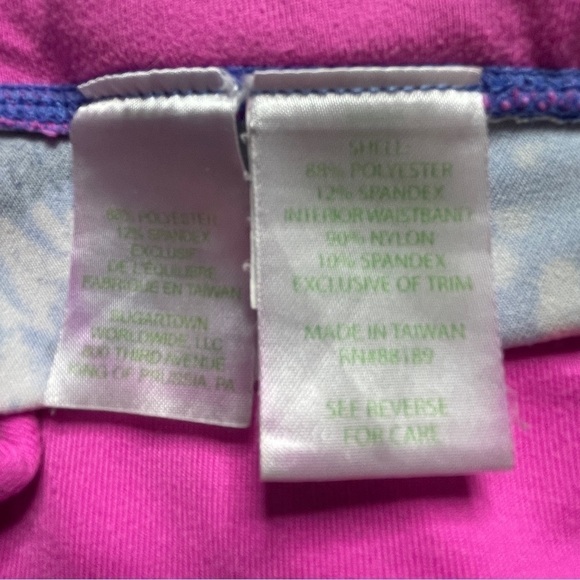 88% POLYESTER
12% SPANDEX
EXCLUSIF
DE L'EQUILIBRE
FABRIQUE EN TAIWAN
SUGARTOWN
WORLDWIDE, LLC
800 THIRD AVENUE
KING OF PRUSSIA, PA
SHELL:
88% POLYESTER
12% SPANDEX
INTERIOR WAISTBAND
90% NYLON
10% SPANDEX
EXCLUSIVE OF TRIM
MADE IN TAIWAN
RN#88189
SEE REVERSE
FOR CARE